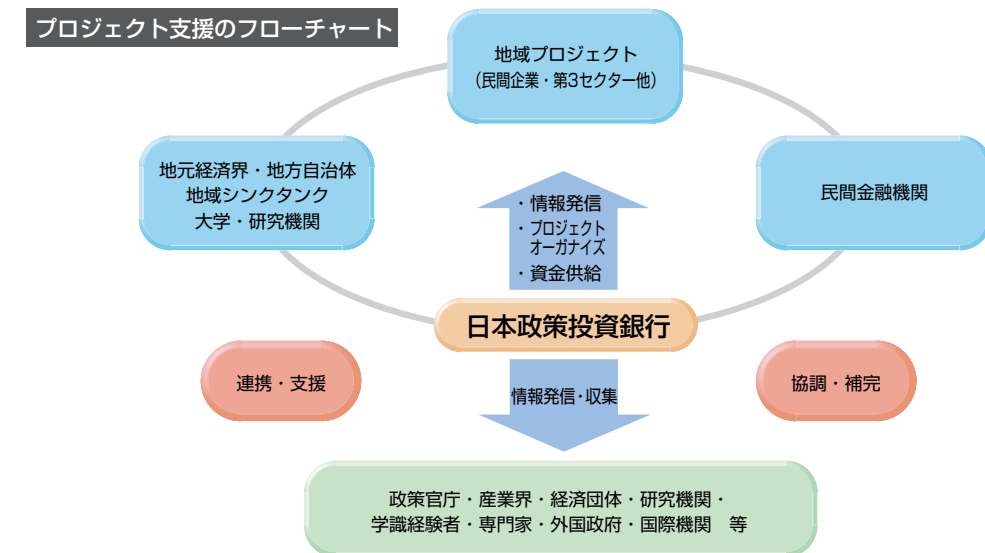 プロジェクト支援のフローチャート
地域プロジェクト
（民間企業・第3セクター他）
地元経済界・地方自治体
地域シンクタンク
大学・研究機関
民間金融機関
・情報発信
・プロジェクト
オーガナイズ
・資金供給
日本政策投資銀行
連携・支援
情報発信・収集
協調・補完
政策官庁・産業界・経済団体・研究機関・
学識経験者・専門家・外国政府・国際機関　等